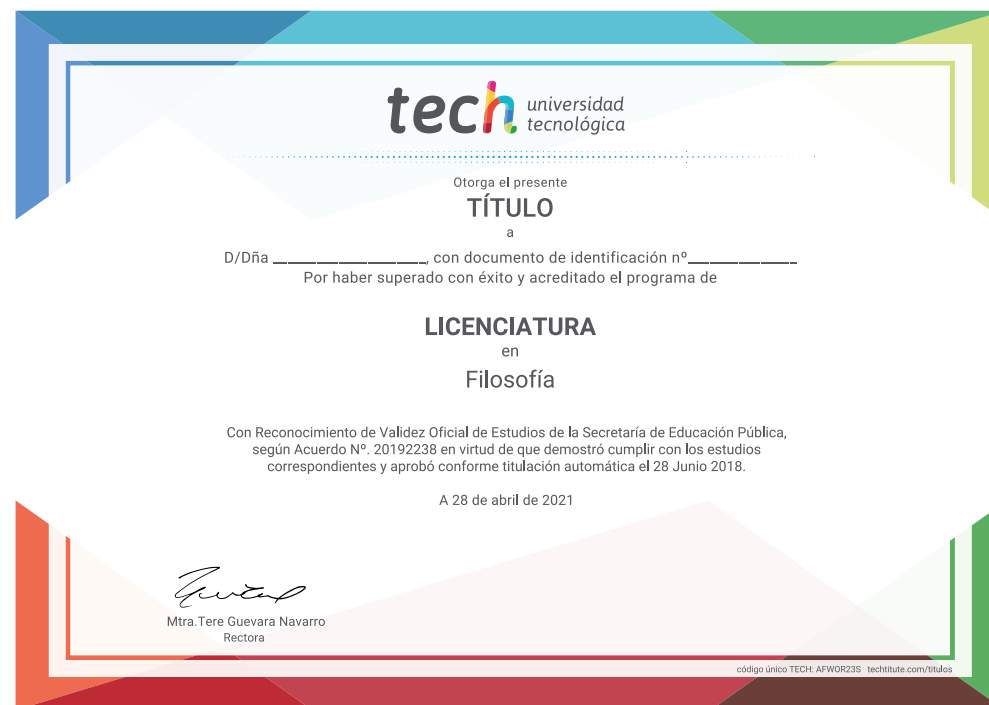 tech universidad
tecnológica
Otorga el presente
TÍTULO
a
D/Dña ____________________, con documento de identificación nº______________
Por haber superado con éxito y acreditado el programa de
LICENCIATURA
en
Filosofía
Con Reconocimiento de Validez Oficial de Estudios de la Secretaría de Educación Pública,
según Acuerdo Nº. 20192238 en virtud de que demostró cumplir con los estudios
correspondientes y aprobó conforme titulación automática el 28 Junio 2018.
A 28 de abril de 2021
Mtra.Tere Guevara Navarro
Rectora
código único TECH: AFWOR23S techtitute.com/titulos